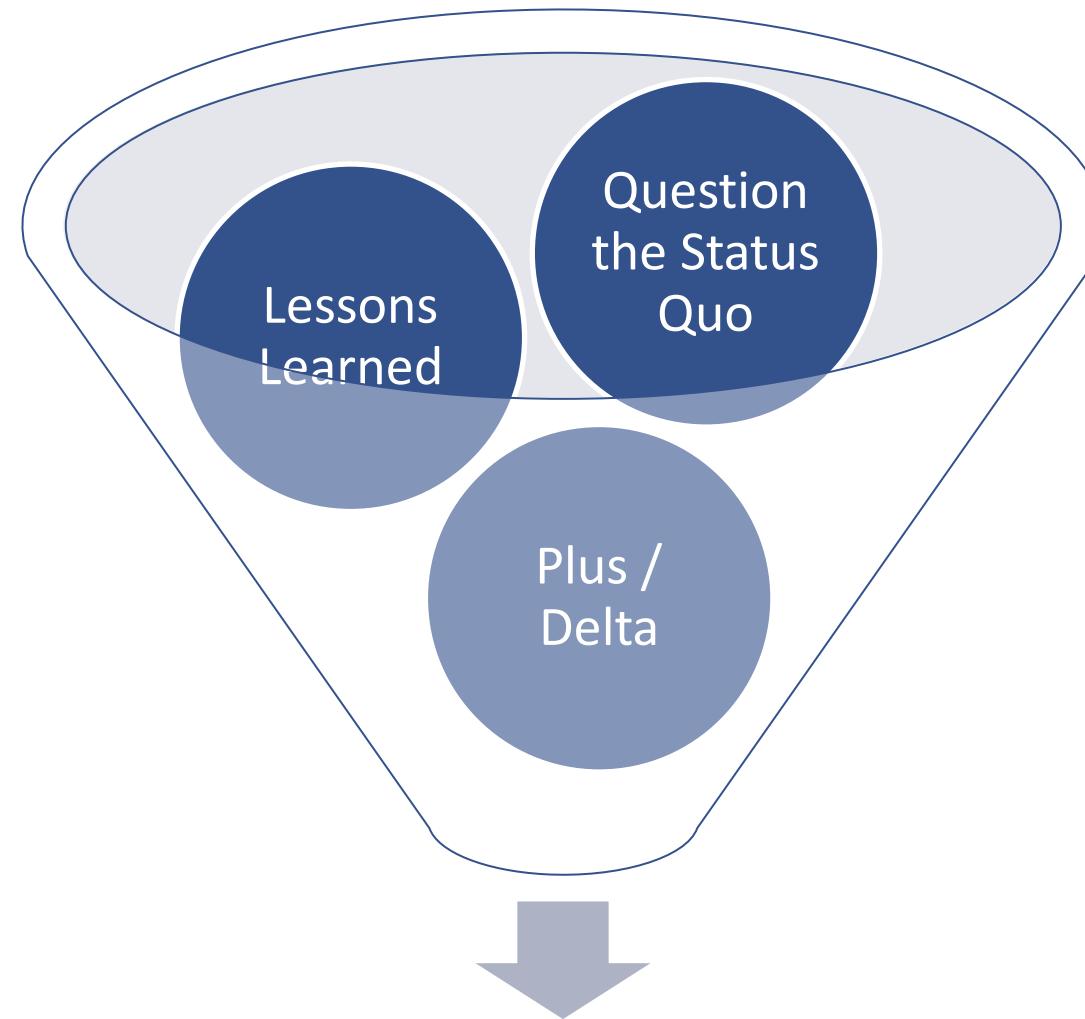 Question
the Status
Quo
Lessons
Learned
Plus /
Delta